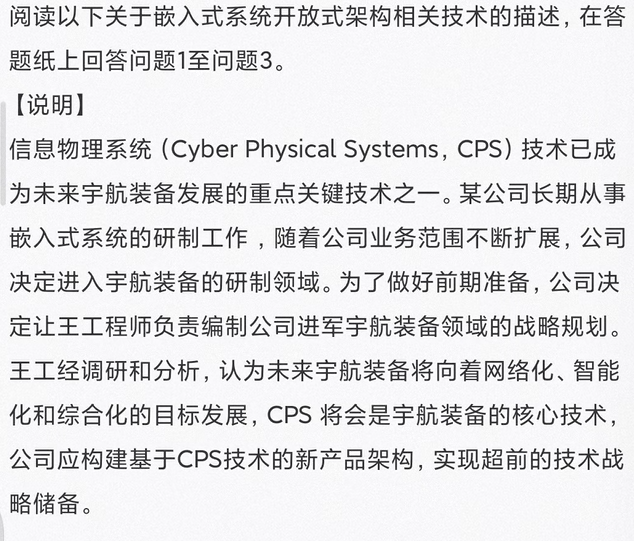 阅读以下关于嵌入式系统开放式架构相关技术的描述，在答
题纸上回答问题1至问题3。
【说明】
信息物理系统（Cyber Physical Systems，CPS）技术已成
为未来宇航装备发展的重点关键技术之一。某公司长期从事
嵌入式系统的研制工作 ，随着公司业务范围不断扩展，公司
决定进入宇航装备的研制领域。为了做好前期准备，公司决
定让王工程师负责编制公司进军宇航装备领域的战略规划。
王工经调研和分析，认为未来宇航装备将向着网络化、智能
化和综合化的目标发展，CPS 将会是宇航装备的核心技术，
公司应构建基于CPS技术的新产品架构，实现超前的技术战
略储备。